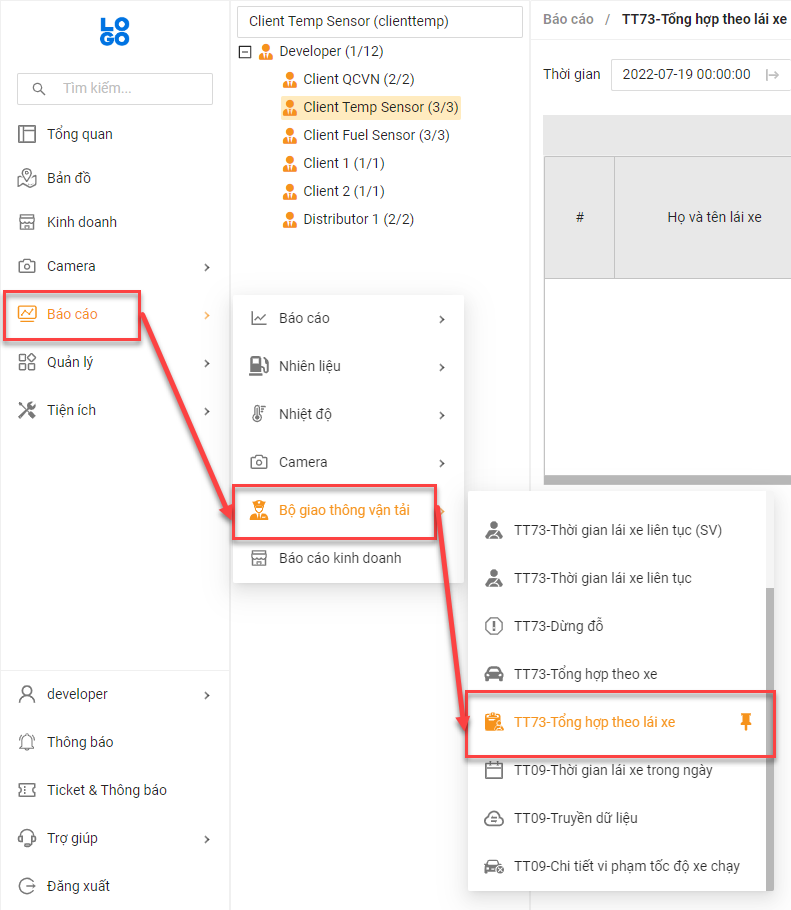 LOGO
Tìm kiếm...
Tổng quan
Bản đồ
Kinh doanh
Camera
Báo cáo
Quản lý
Tiện ích
developer
Thông báo
Ticket & Thông báo
Trợ giúp
Đăng xuất
Client Temp Sensor (clienttemp)
Developer (1/12)
Client QCVN (2/2)
Client Temp Sensor (3/3)
Client Fuel Sensor (3/3)
Client 1 (1/1)
Client 2 (1/1)
Distributor 1 (2/2)
Báo cáo
Nhiên liệu
Nhiệt độ
Camera
Bộ giao thông vận tải
Báo cáo kinh doanh
Báo cáo / TT73-Tổng hợp theo lái xe
Thời gian 2022-07-19 00:00:00
# Họ và tên lái xe
TT73-Thời gian lái xe liên tục (SV)
TT73-Thời gian lái xe liên tục
TT73-Dừng đỗ
TT73-Tổng hợp theo xe
TT73-Tổng hợp theo lái xe
TT09-Thời gian lái xe trong ngày
TT09-Truyền dữ liệu
TT09-Chi tiết vi phạm tốc độ xe chạy